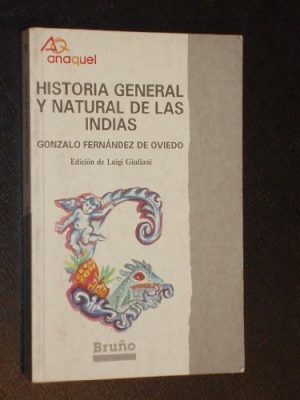 AQ
anaquel
HISTORIA GENERAL
Y NATURAL DE LAS
INDIAS
GONZALO FERNÁNDEZ DE OVIEDO
Edición de Luigi Giuliani
Bruño